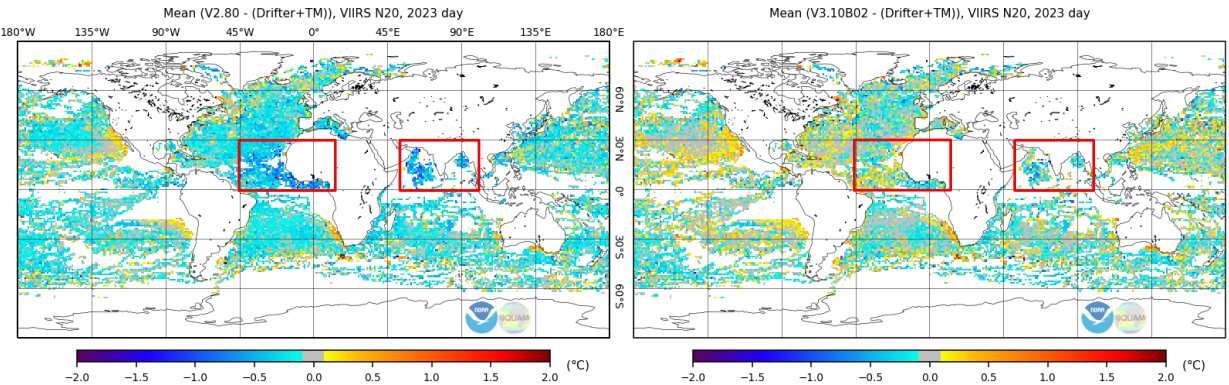 Mean (V2.80 - (Drifter+TM)), VIIRS N20, 2023 day
180°W 135°W 90°W 45°W 0° 45°E 90°E 135°E 180°E
60°N
30°N
0
30°S
60°S
NOAA
SQUAM
−2.0 −1.5 −1.0 −0.5 0.0 0.5 1.0 1.5 2.0 (°C)
Mean (V3.10B02 - (Drifter+TM)), VIIRS N20, 2023 day
NOAA
SQUAM
−2.0 −1.5 −1.0 −0.5 0.0 0.5 1.0 1.5 2.0 (°C)